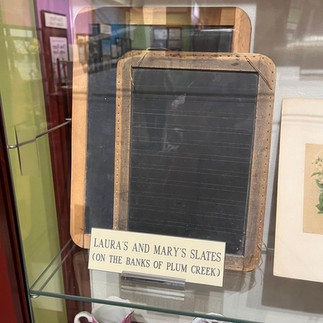 LAURA'S AND MARY'S SLATES
(ON THE BANKS OF PLUM CREEK)